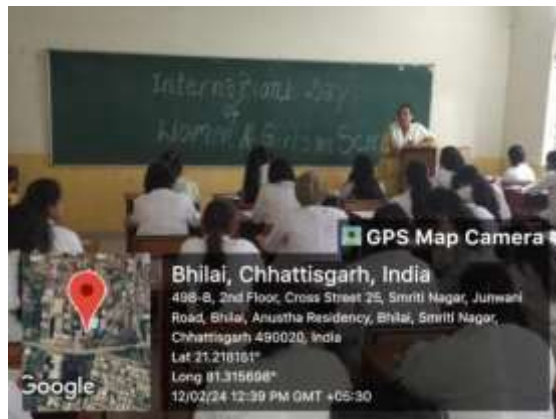 International Day
of
Women & Girls in Sci
GPS Map Camera
Bhilai, Chhattisgarh, India
498-B, 2nd Floor, Cross Street 25, Smriti Nagar, Junwani
Road, Bhilai, Anustha Residency, Bhilai, Smriti Nagar,
Chhattisgarh 490020, India
Lat 21.218161°
Long 81.315698°
12/02/24 12:39 PM GMT +05:30
Google